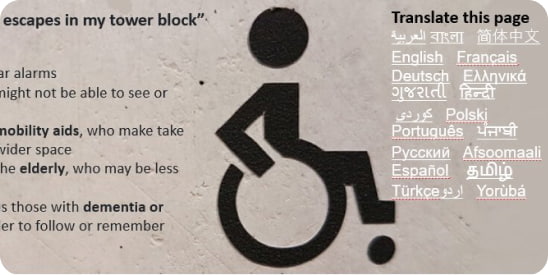 escapes in my tower block”
ar alarms
might not be able to see or
mobility aids, who make take
wider space
he elderly, who may be less
s those with dementia or
er to follow or remember
Translate this page
العربية বাংলা 简体中文
English Français
Deutsch Ελληνικά
ગુજરાતી हिन्दी
كوردی Polski
Português ਪੰਜਾਬੀ
Русский Afsoomaali
Español தமிழ்
Türkçe اردو Yorùbá